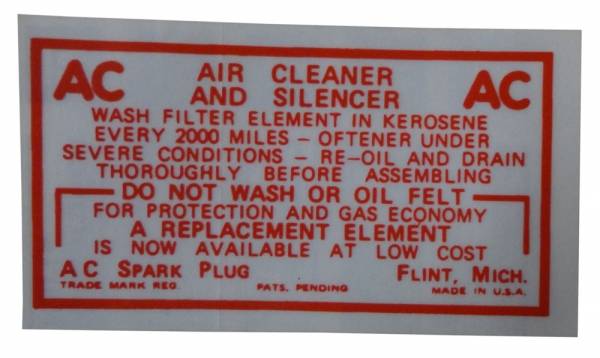 AC AIR CLEANER AC
AND SILENCER
WASH FILTER ELEMENT IN KEROSENE
EVERY 2000 MILES – OFTENER UNDER
SEVERE CONDITIONS – RE-OIL AND DRAIN
THOROUGHLY BEFORE ASSEMBLING
DO NOT WASH OR OIL FELT
FOR PROTECTION AND GAS ECONOMY
A REPLACEMENT ELEMENT
IS NOW AVAILABLE AT LOW COST
AC SPARK PLUG FLINT, MICH.
TRADE MARK REG. PATS. PENDING MADE IN U.S.A.